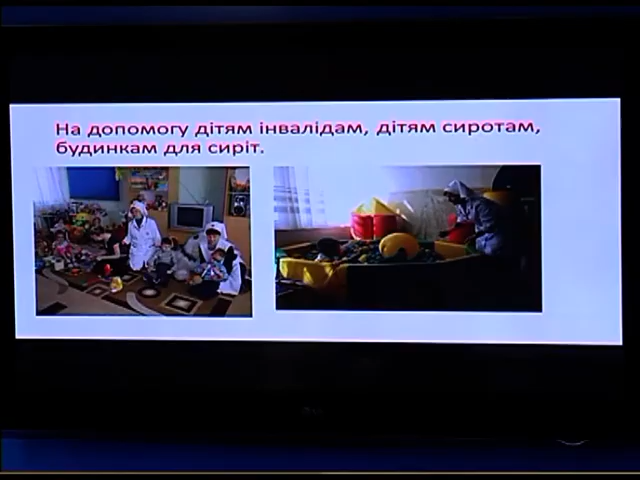 На допомогу дітям інвалідам, дітям сиротам,
будинкам для сиріт.